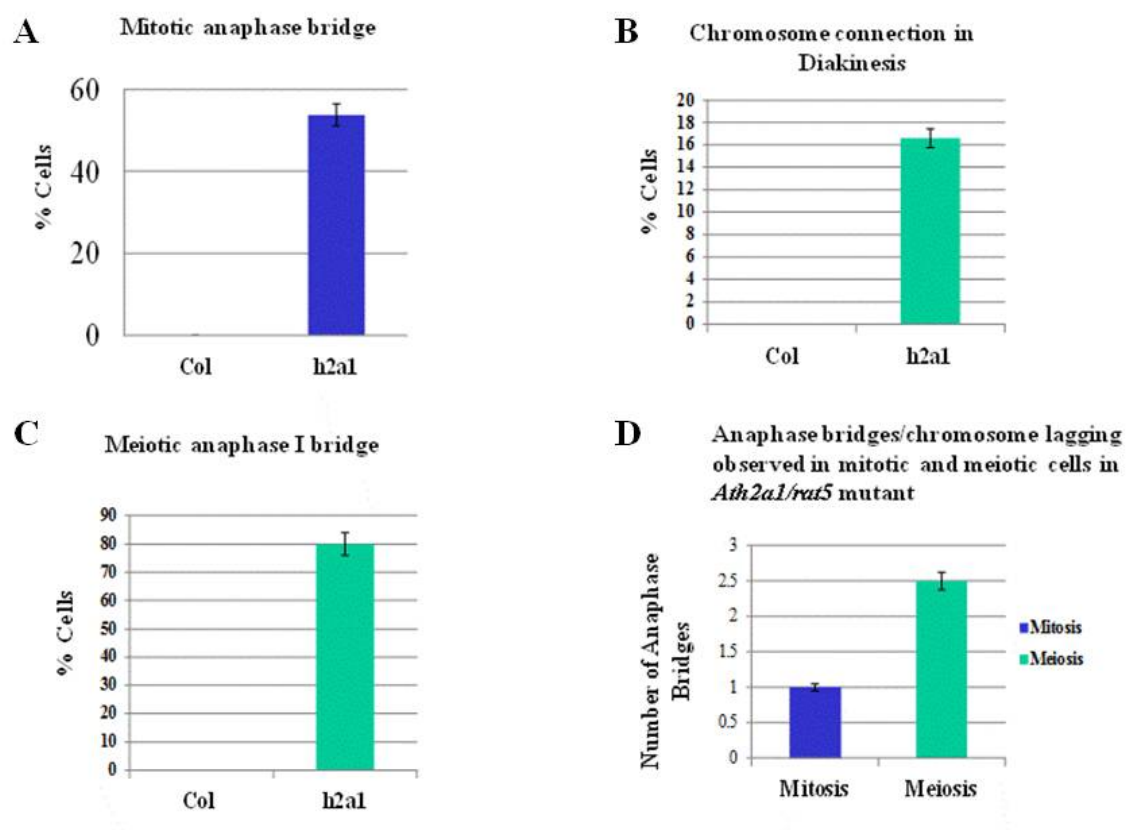 A
Mitotic anaphase bridge
60
40
20
0
% Cells
Col
h2a1
B
Chromosome connection in
Diakinesis
20
18
16
14
12
10
8
6
4
2
0
% Cells
Col
h2a1
C
Meiotic anaphase I bridge
90
80
70
60
50
40
30
20
10
0
% Cells
Col
h2a1
D
Anaphase bridges/chromosome lagging
observed in mitotic and meiotic cells in
Ath2a1/rat5 mutant
3
2.5
2
1.5
1
0.5
0
Number of Anaphase
Bridges
Mitosis
Meiosis
Mitosis
Meiosis